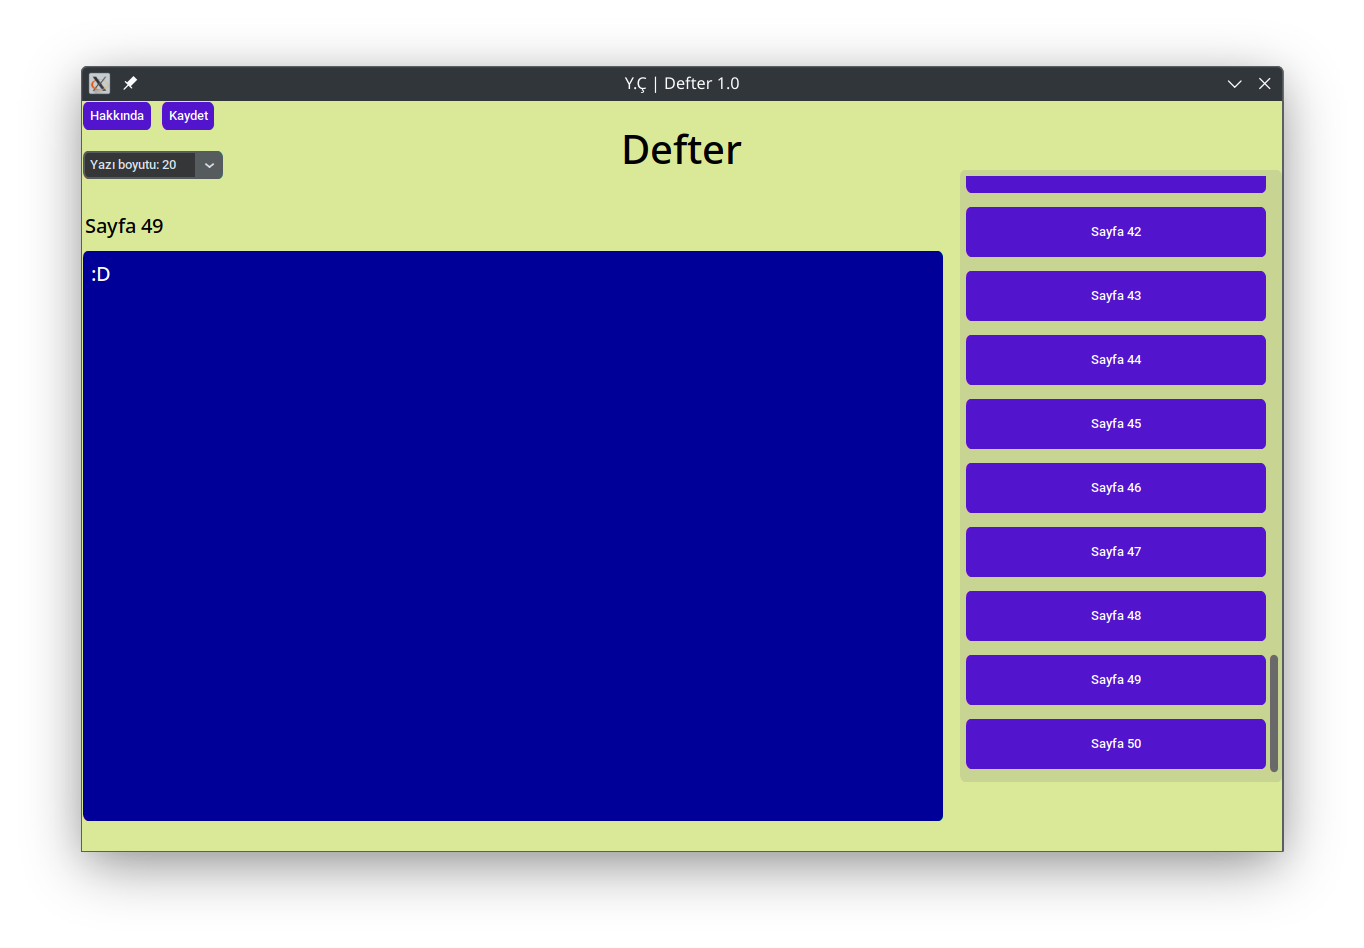 Y.Ç | Defter 1.0
Hakkında
Kaydet
Defter
Yazı boyutu: 20
Sayfa 49
:D
Sayfa 42
Sayfa 43
Sayfa 44
Sayfa 45
Sayfa 46
Sayfa 47
Sayfa 48
Sayfa 49
Sayfa 50